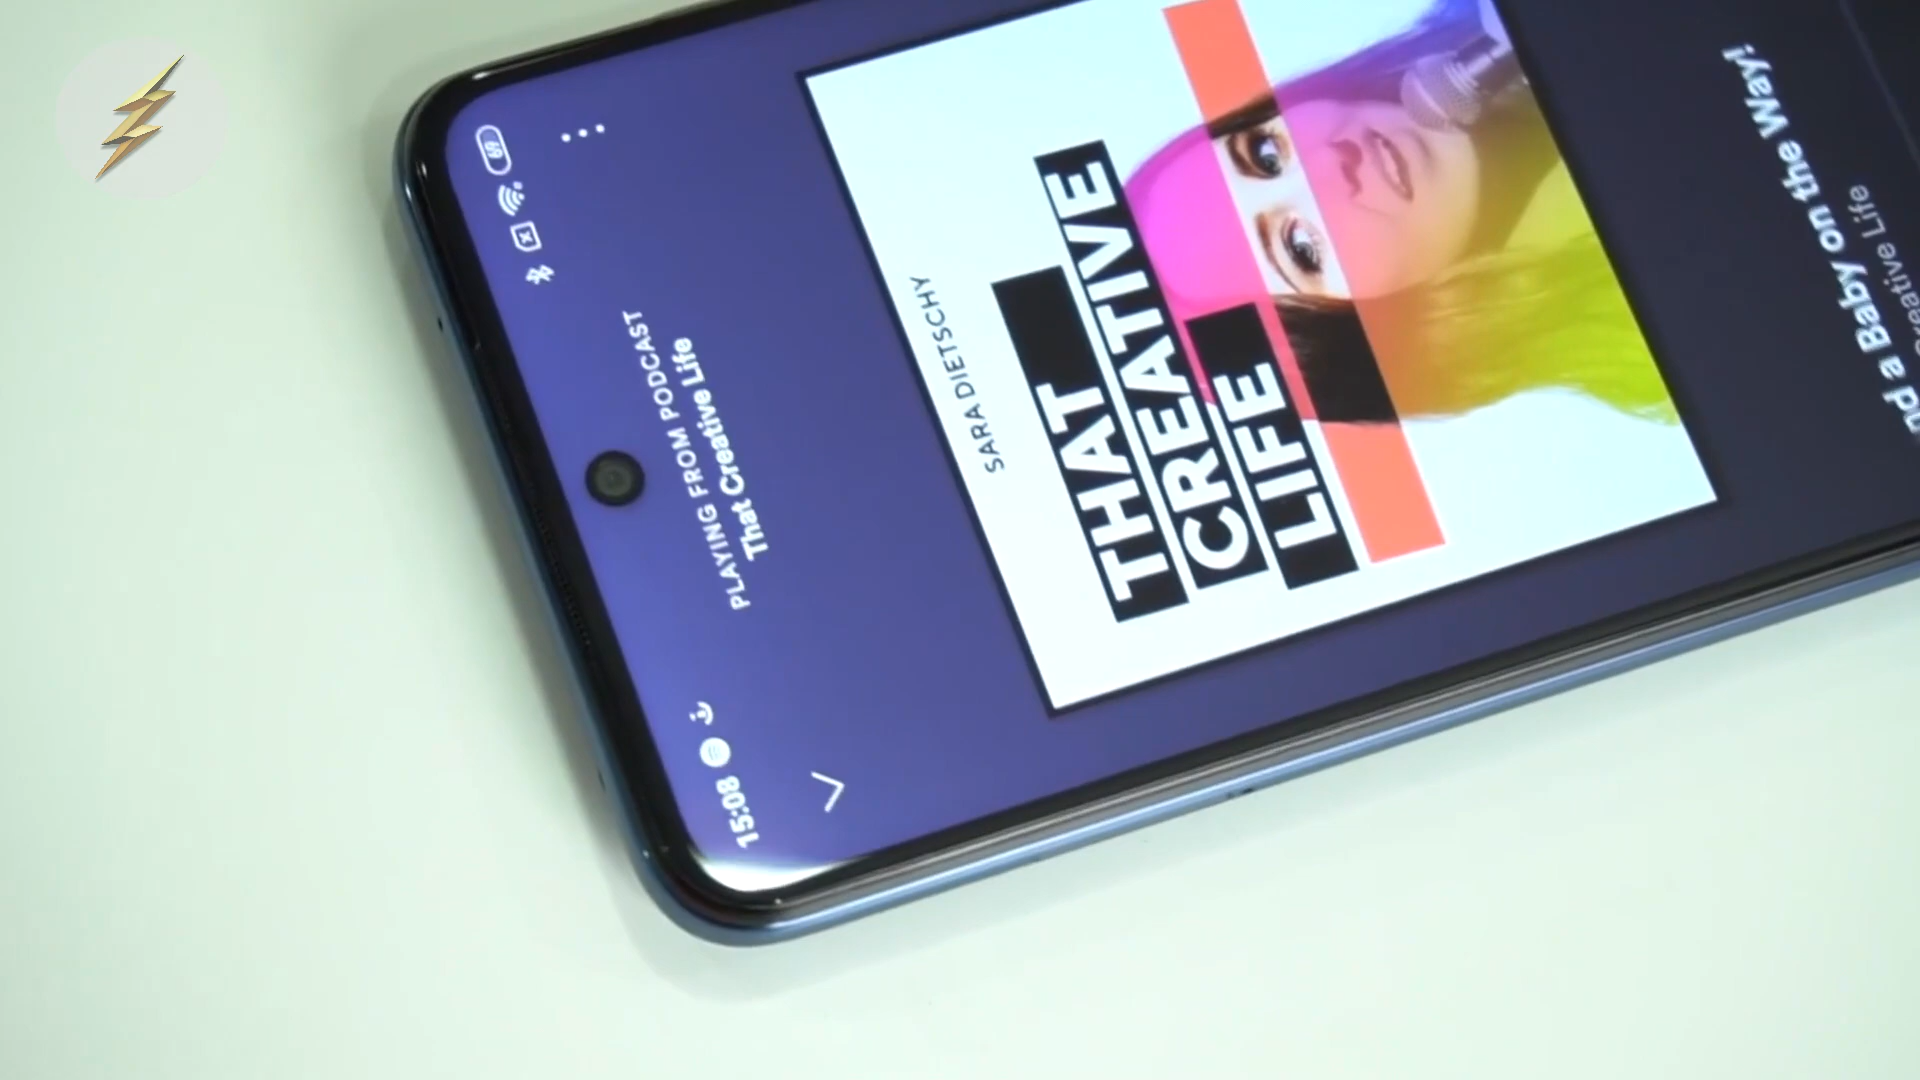 15:08
PLAYING FROM PODCAST
That Creative Life
SARA DIETSCHY
THAT
CREATIVE
LIFE
a Baby on the Way!
Creative Life